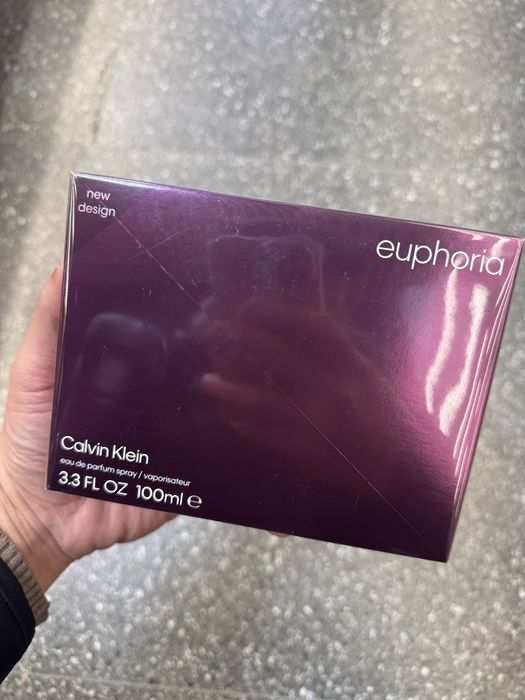 new
design
euphoria
Calvin Klein
eau de parfum spray / vaporisateur
3.3 FL OZ 100ml ℮